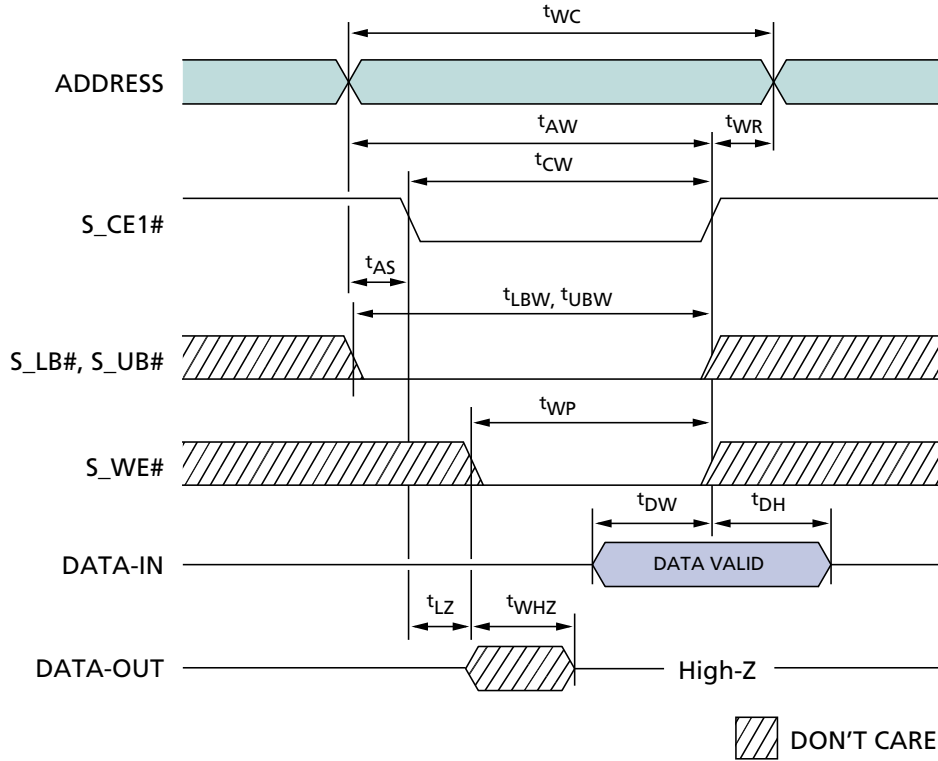 tWC
ADDRESS
tAW
tWR
tCW
S_CE1#
tAS
tLBW, tUBW
S_LB#, S_UB#
tWP
S_WE#
tDW
tDH
DATA-IN
DATA VALID
tLZ
tWHZ
DATA-OUT
High-Z
DON'T CARE